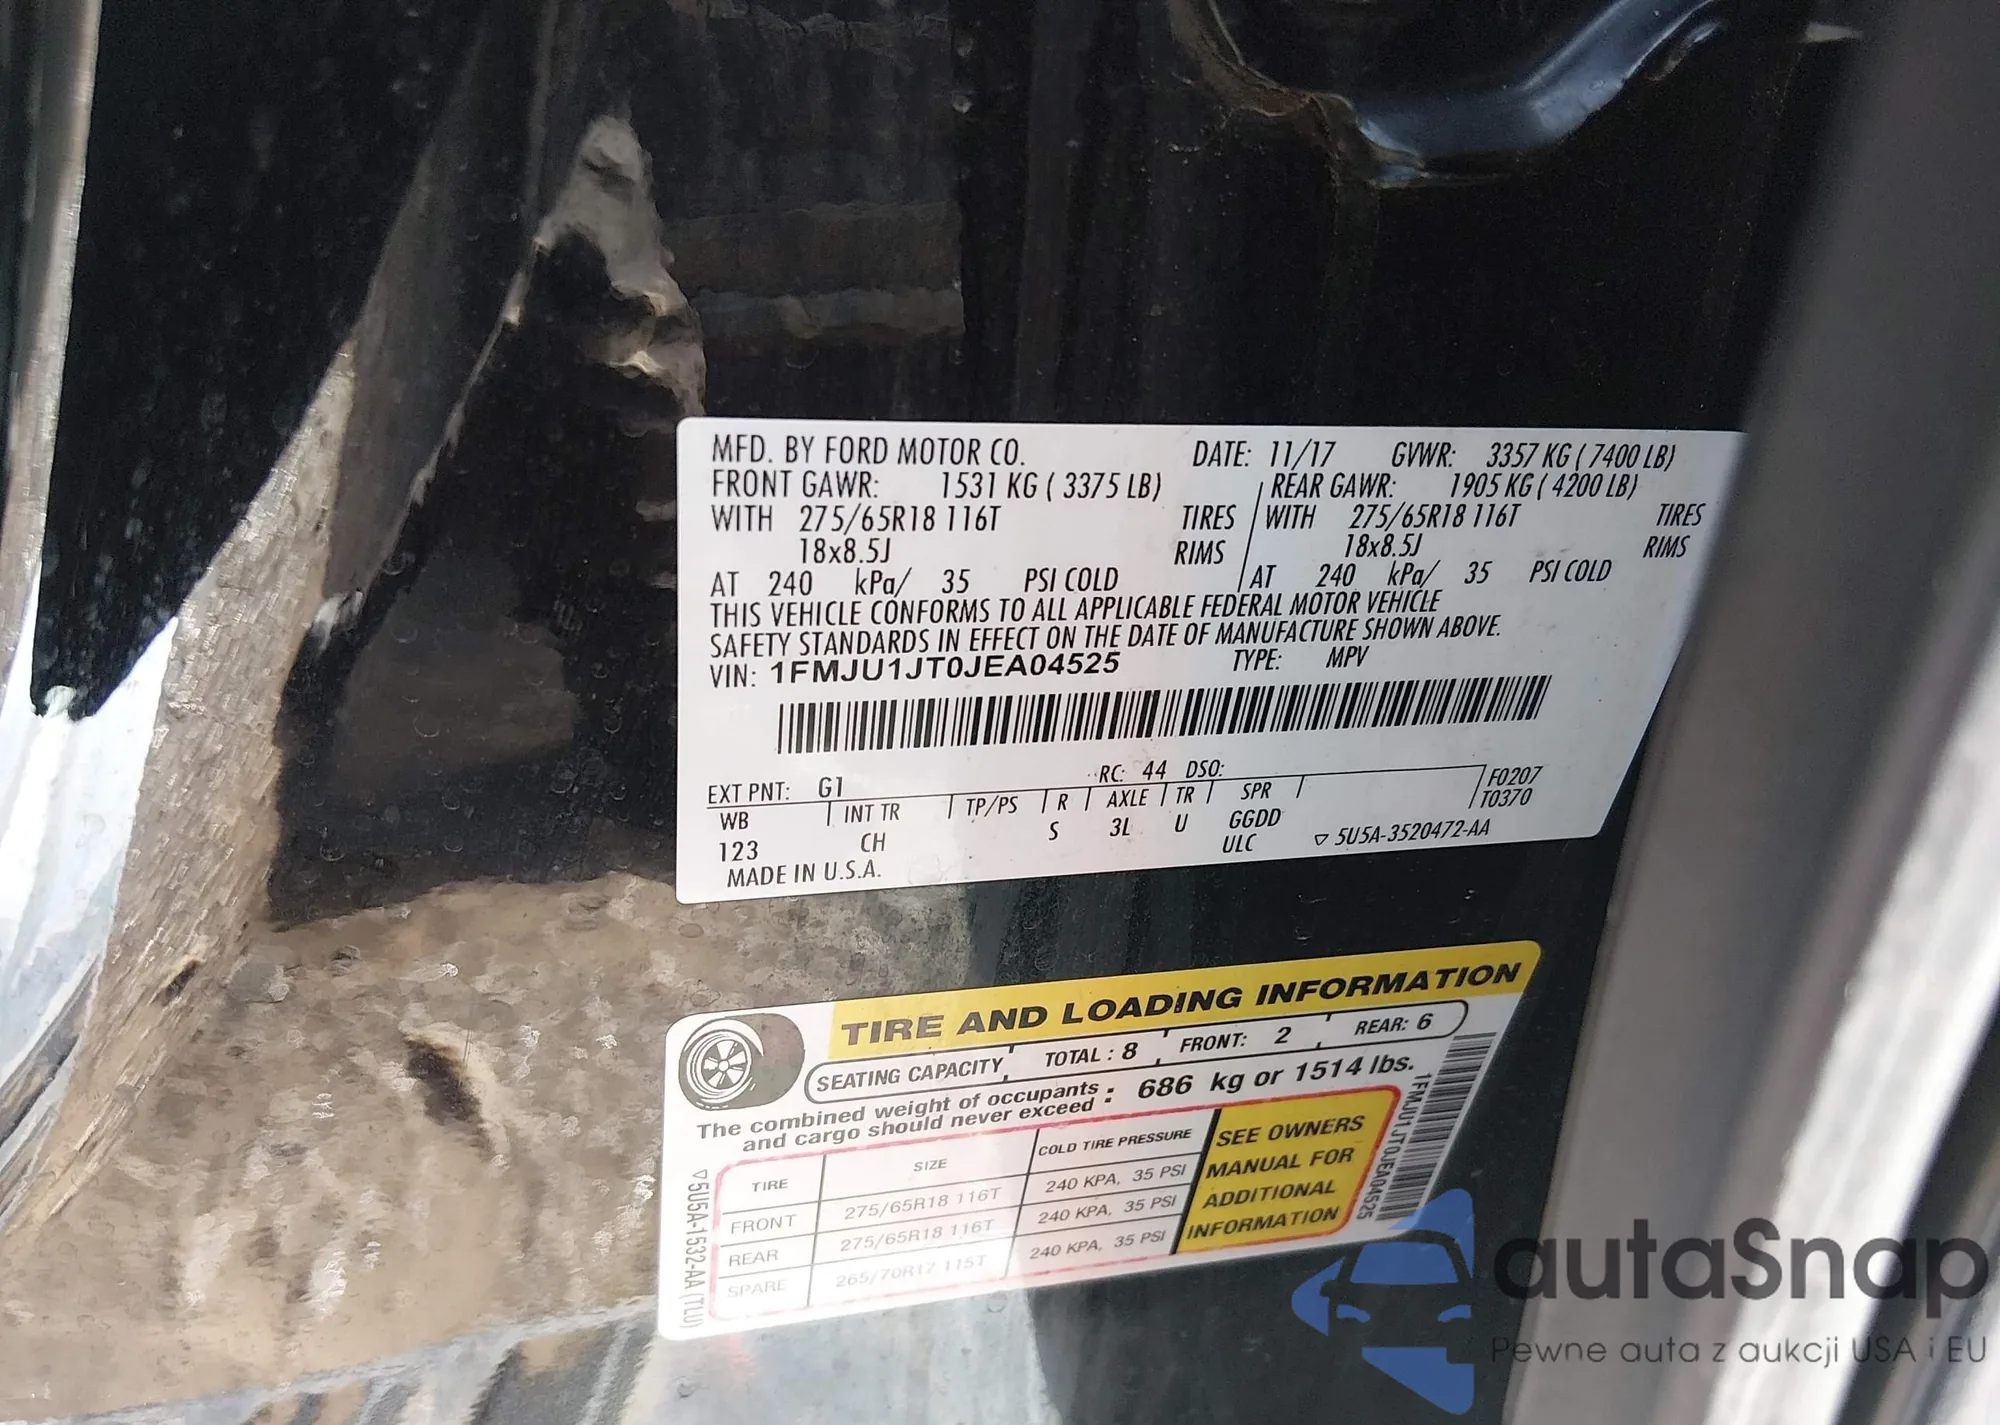 MFD. BY FORD MOTOR CO. DATE: 11/17 GVWR: 3357 KG ( 7400 LB)
FRONT GAWR: 1531 KG ( 3375 LB) REAR GAWR: 1905 KG ( 4200 LB)
WITH 275/65R18 116T TIRES WITH 275/65R18 116T TIRES
18x8.5J RIMS 18x8.5J RIMS
AT 240 kPa/ 35 PSI COLD AT 240 kPa/ 35 PSI COLD
THIS VEHICLE CONFORMS TO ALL APPLICABLE FEDERAL MOTOR VEHICLE
SAFETY STANDARDS IN EFFECT ON THE DATE OF MANUFACTURE SHOWN ABOVE.
VIN: 1FMJU1JT0JEA04525 TYPE: MPV
EXT PNT: G1 RC: 44 DSO: F0207
WB INT TR TP/PS R AXLE TR SPR T0370
123 CH S 3L U GGDD
ULC ▽ 5U5A-3520472-AA
MADE IN U.S.A.
TIRE AND LOADING INFORMATION
SEATING CAPACITY TOTAL : 8 FRONT: 2 REAR: 6
The combined weight of occupants
and cargo should never exceed : 686 kg or 1514 lbs.
TIRE SIZE COLD TIRE PRESSURE
FRONT 275/65R18 116T 240 KPA, 35 PSI
REAR 275/65R18 116T 240 KPA, 35 PSI
SPARE 265/70R17 115T 240 KPA, 35 PSI
SEE OWNERS
MANUAL FOR
ADDITIONAL
INFORMATION
1FMJU1JT0JEA04525
▽5U5A-1532-AA (TLU)
autaSnap
Pewne auta z aukcji USA i EU